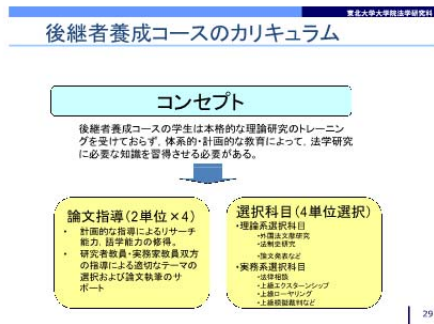 東北大学大学院法学研究科
後継者養成コースのカリキュラム
コンセプト
後継者養成コースの学生は本格的な理論研究のトレーニン
グを受けておらず，体系的・計画的な教育によって，法学研究
に必要な知識を習得させる必要がある。
論文指導(2単位×4)
・ 計画的な指導によるリサーチ
能力，語学能力の修得。
・ 研究者教員・実務家教員双方
の指導による適切なテーマの
選択および論文執筆のサ
ポート
選択科目(4単位選択)
・理論系選択科目
・外国法文献研究
・法制史研究
・論文発表など
・実務系選択科目
・法律相談
・上級エクスターンシップ
・上級ローヤリング
・上級模擬裁判など
29